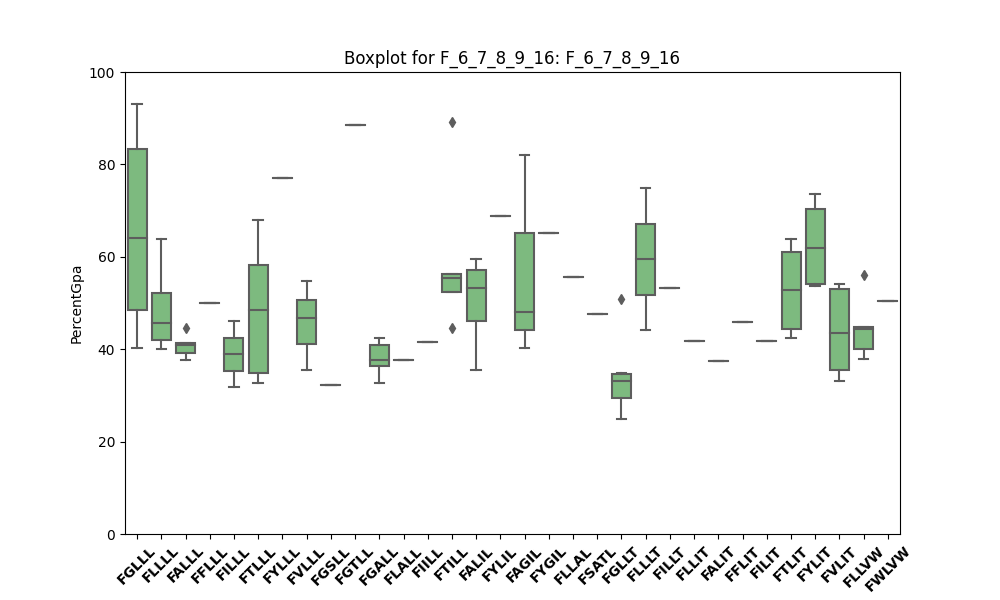 Boxplot for F_6_7_8_9_16: F_6_7_8_9_16
PercentGpa
100
80
60
40
20
0
FGLLL FLLLL FALLL FFLLL FILLL FTLLL FYLLL FVLLL FGSLL FGTLL FGALL FLALL FIILL FTILL FALIL FYLIL FAGIL FYGIL FLLAL FSATL FGLLT FLLLT FILLT FLLIT FALIT FFLIT FILIT FTLIT FYLIT FVLIT FLLVW FWLVW